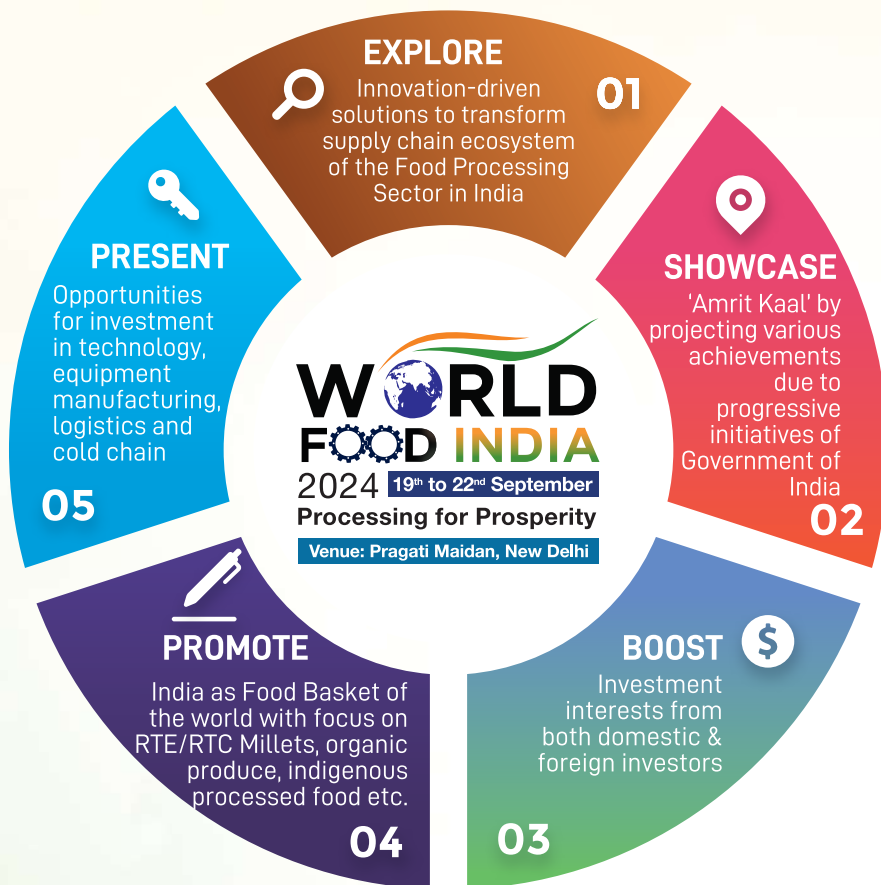 EXPLORE
Innovation-driven
solutions to transform
supply chain ecosystem
of the Food Processing
Sector in India
01
SHOWCASE
'Amrit Kaal' by
projecting various
achievements
due to
progressive
initiatives of
Government of
India
02
BOOST
$
Investment
interests from
both domestic &
foreign investors
03
PROMOTE
India as Food Basket of
the world with focus on
RTE/RTC Millets, organic
produce, indigenous
processed food etc.
04
PRESENT
Opportunities
for investment
in technology,
equipment
manufacturing,
logistics and
cold chain
05
WORLD
FOOD INDIA
2024 19th to 22nd September
Processing for Prosperity
Venue: Pragati Maidan, New Delhi